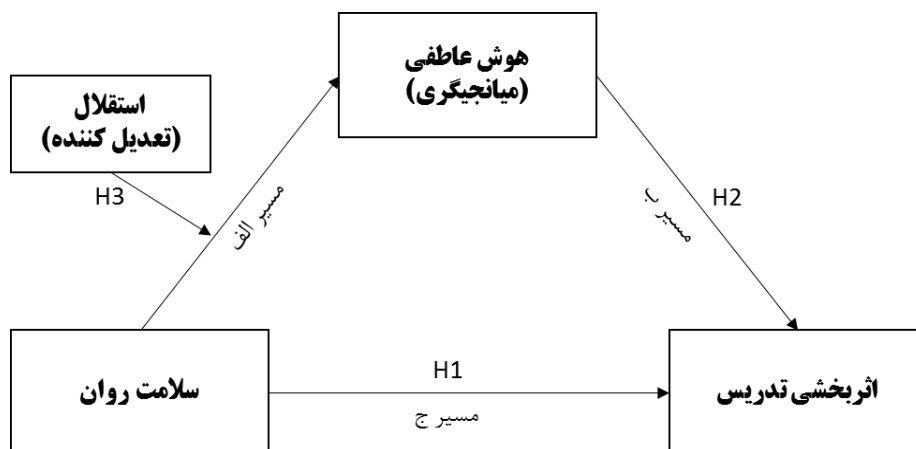 هوش عاطفی
(میانجیگری)
استقلال
(تعدیل کننده)
H3
مسیر الف
H2
مسیر ب
سلامت روان
H1
مسیر ج
اثربخشی تدریس